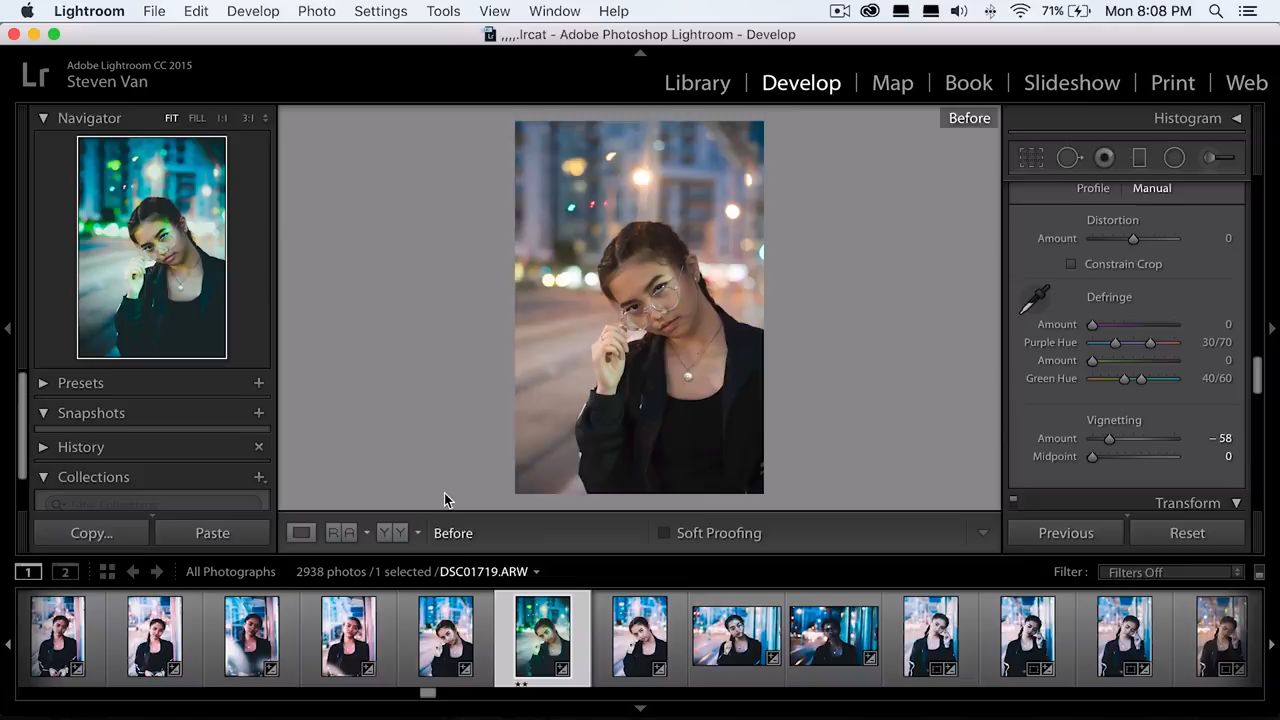 Lightroom File Edit Develop Photo Settings Tools View Window Help 71% Mon 8:08 PM
,,,,.lrcat - Adobe Photoshop Lightroom - Develop
Lr Adobe Lightroom CC 2015
Steven Van
Library | Develop | Map | Book | Slideshow | Print | Web
Navigator FIT FILL 1:1 3:1
Before
Histogram
Profile Manual
Distortion
Amount 0
Constrain Crop
Defringe
Amount 0
Purple Hue 30/70
Amount 0
Green Hue 40/60
Vignetting
Amount – 58
Midpoint 0
Transform
Presets +
Snapshots +
History ×
Collections +
Copy... Paste
R A Y Y Before Soft Proofing
Previous Reset
1 2 All Photographs 2938 photos /1 selected /DSC01719.ARW Filter: Filters Off